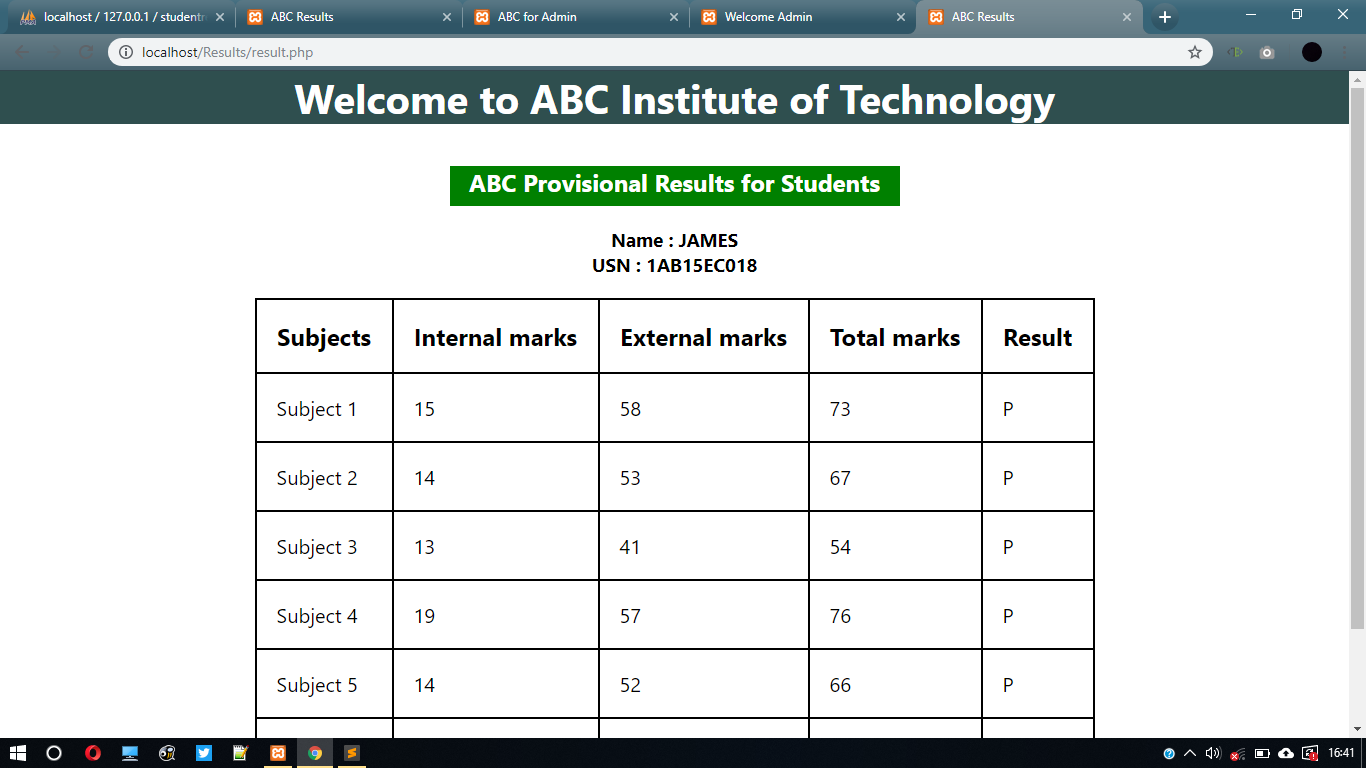 localhost / 127.0.0.1 / studentr
ABC Results
ABC for Admin
Welcome Admin
ABC Results
localhost/Results/result.php
Welcome to ABC Institute of Technology
ABC Provisional Results for Students
Name : JAMES
USN : 1AB15EC018
Subjects Internal marks External marks Total marks Result
Subject 1 15 58 73 P
Subject 2 14 53 67 P
Subject 3 13 41 54 P
Subject 4 19 57 76 P
Subject 5 14 52 66 P
16:41